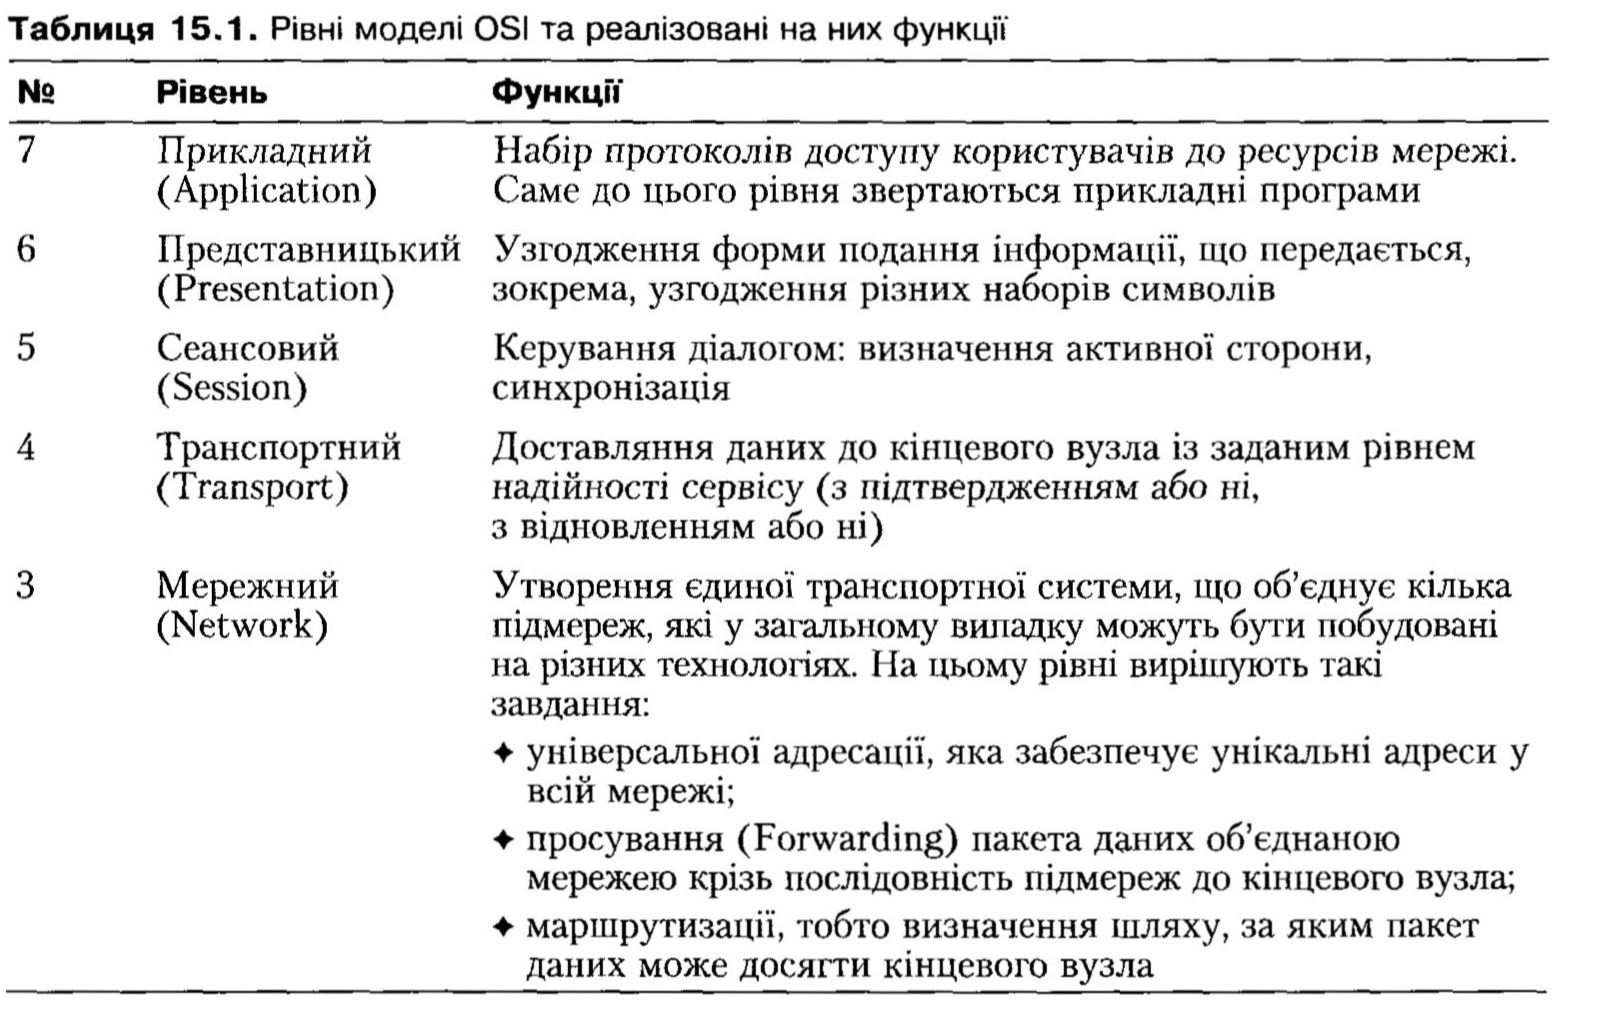 Таблиця 15.1. Рівні моделі OSI та реалізовані на них функції
№ Рівень Функції
7 Прикладний Набір протоколів доступу користувачів до ресурсів мережі.
(Application) Саме до цього рівня звертаються прикладні програми
6 Представницький Узгодження форми подання інформації, що передається,
(Presentation) зокрема, узгодження різних наборів символів
5 Сеансовий Керування діалогом: визначення активної сторони,
(Session) синхронізація
4 Транспортний Доставляння даних до кінцевого вузла із заданим рівнем
(Transport) надійності сервісу (з підтвердженням або ні,
з відновленням або ні)
3 Мережний Утворення єдиної транспортної системи, що об’єднує кілька
(Network) підмереж, які у загальному випадку можуть бути побудовані
на різних технологіях. На цьому рівні вирішують такі
завдання:
✦ універсальної адресації, яка забезпечує унікальні адреси у
всій мережі;
✦ просування (Forwarding) пакета даних об’єднаною
мережею крізь послідовність підмереж до кінцевого вузла;
✦ маршрутизації, тобто визначення шляху, за яким пакет
даних може досягти кінцевого вузла